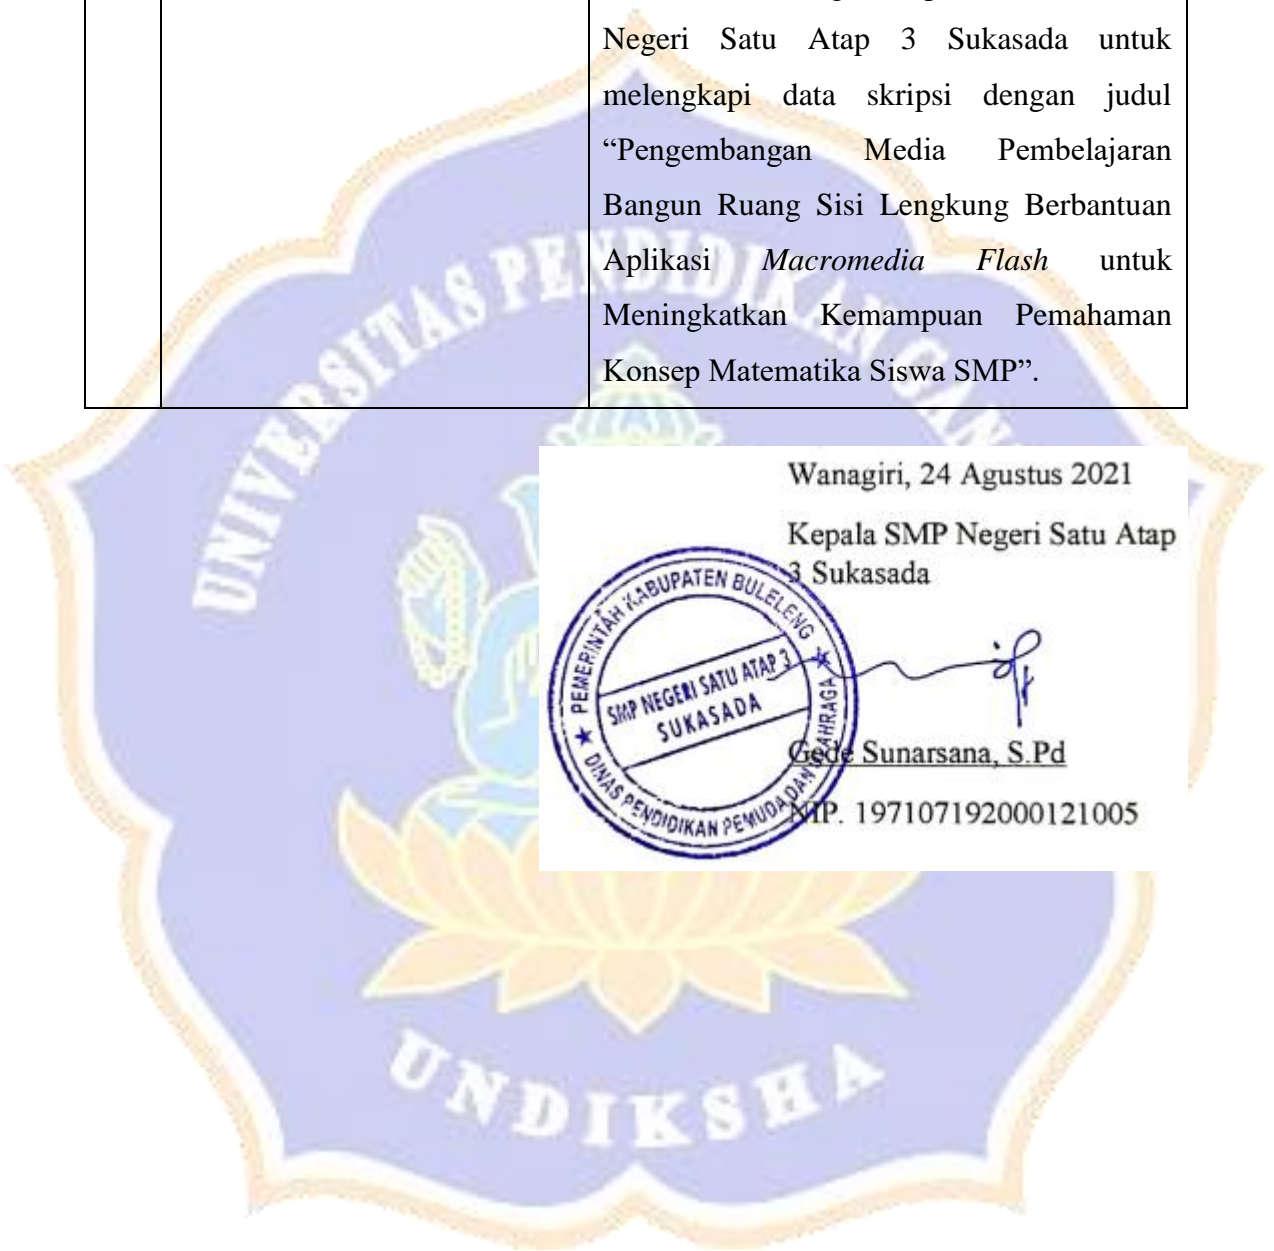 Negeri Satu Atap 3 Sukasada untuk
melengkapi data skripsi dengan judul
“Pengembangan Media Pembelajaran
Bangun Ruang Sisi Lengkung Berbantuan
Aplikasi Macromedia Flash untuk
Meningkatkan Kemampuan Pemahaman
Konsep Matematika Siswa SMP”.
UNIVERSITAS PENDIDIKAN GAN
Wanagiri, 24 Agustus 2021
Kepala SMP Negeri Satu Atap
3 Sukasada
PEMERINTAH KABUPATEN BULELENG
SMP NEGERI SATU ATAP 3
SUKASADA
DINAS PENDIDIKAN PEMUDA DAN OLAHRAGA
Gede Sunarsana, S.Pd
NIP. 197107192000121005
UNDIKSHA